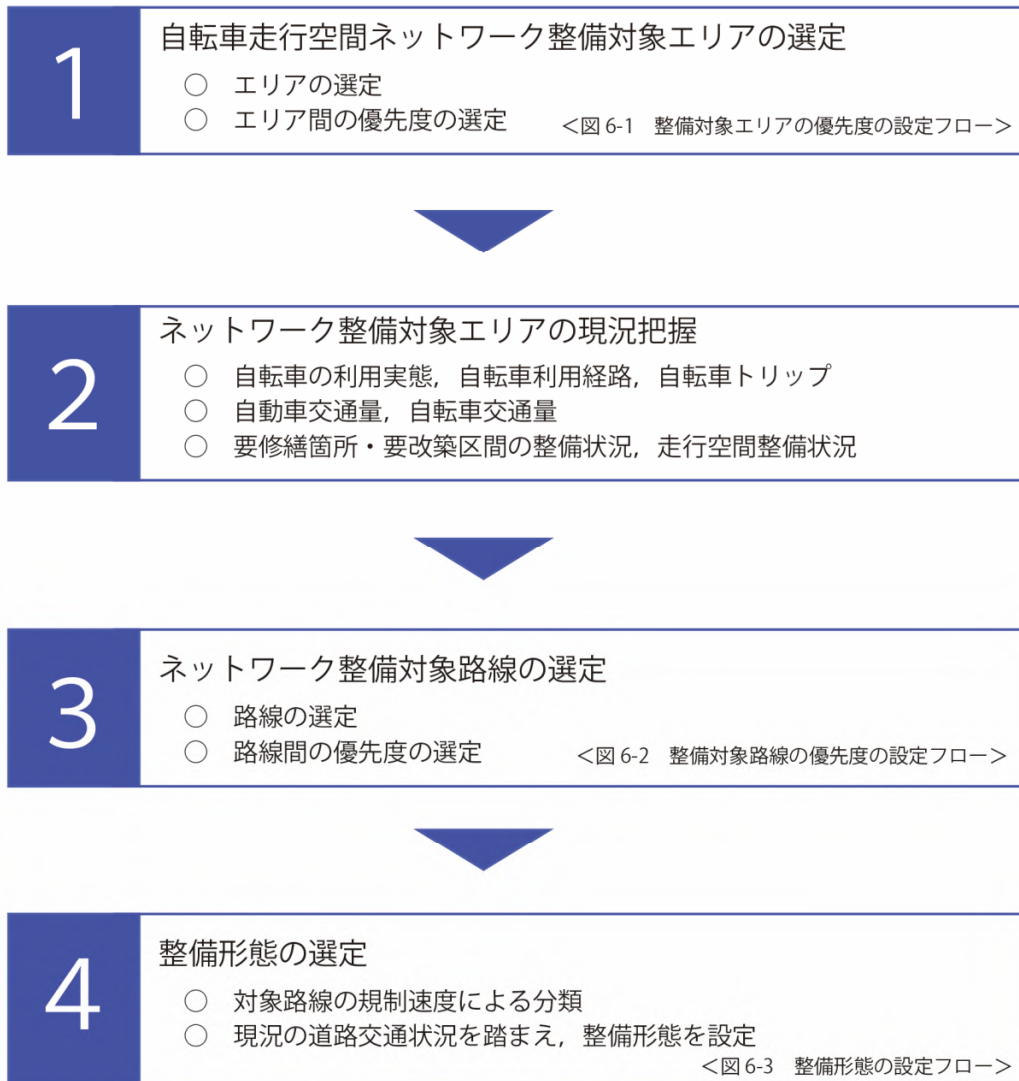 1
自転車走行空間ネットワーク整備対象エリアの選定
○ エリアの選定
○ エリア間の優先度の選定 <図 6-1 整備対象エリアの優先度の設定フロー>
2
ネットワーク整備対象エリアの現況把握
○ 自転車の利用実態，自転車利用経路，自転車トリップ
○ 自動車交通量，自転車交通量
○ 要修繕箇所・要改築区間の整備状況，走行空間整備状況
3
ネットワーク整備対象路線の選定
○ 路線の選定
○ 路線間の優先度の選定 <図 6-2 整備対象路線の優先度の設定フロー>
4
整備形態の選定
○ 対象路線の規制速度による分類
○ 現況の道路交通状況を踏まえ，整備形態を設定
<図 6-3 整備形態の設定フロー>